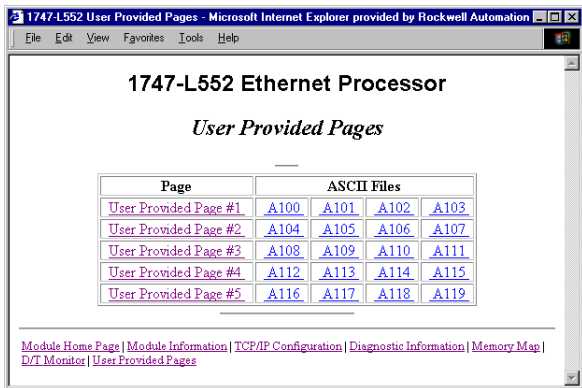 1747-L552 User Provided Pages - Microsoft Internet Explorer provided by Rockwell Automation
File Edit View Favorites Tools Help
1747-L552 Ethernet Processor
User Provided Pages
Page ASCII Files
User Provided Page #1 A100 A101 A102 A103
User Provided Page #2 A104 A105 A106 A107
User Provided Page #3 A108 A109 A110 A111
User Provided Page #4 A112 A113 A114 A115
User Provided Page #5 A116 A117 A118 A119
Module Home Page | Module Information | TCP/IP Configuration | Diagnostic Information | Memory Map |
D/T Monitor | User Provided Pages